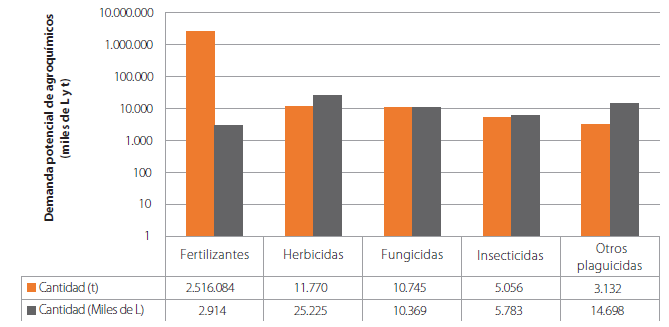 Demanda potencial de agroquímicos
(miles de L y t)
10.000.000
1.000.000
100.000
10.000
1.000
100
10
1
Fertilizantes Herbicidas Fungicidas Insecticidas Otros
plaguicidas
Cantidad (t) 2.516.084 11.770 10.745 5.056 3.132
Cantidad (Miles de L) 2.914 25.225 10.369 5.783 14.698